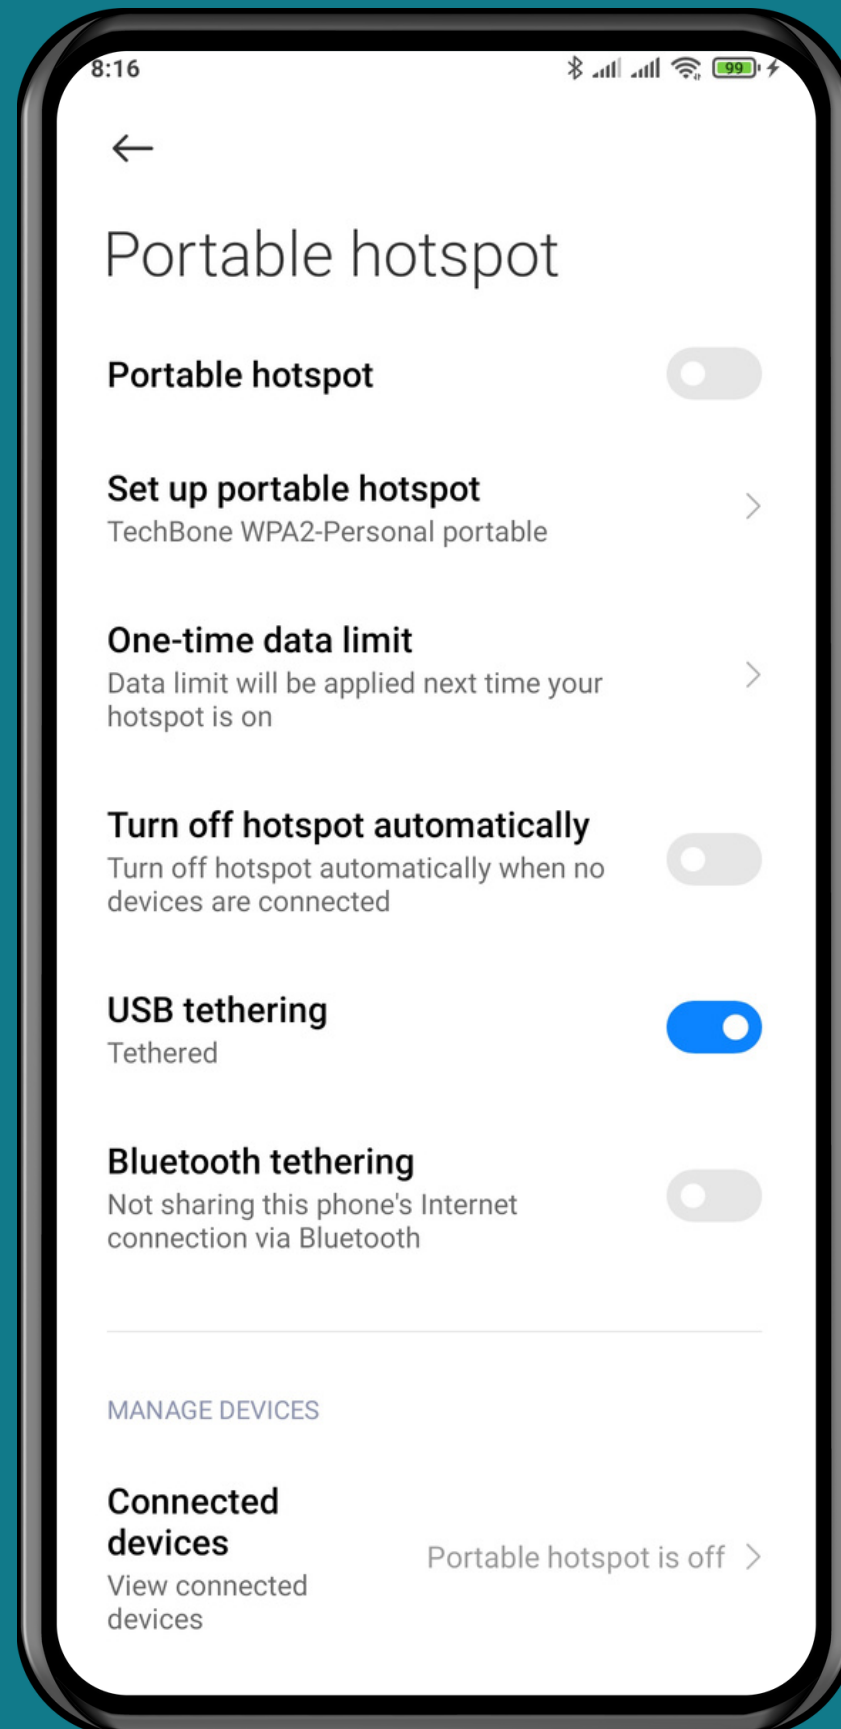 8:16
99
Portable hotspot
Portable hotspot
Set up portable hotspot
TechBone WPA2-Personal portable
One-time data limit
Data limit will be applied next time your
hotspot is on
Turn off hotspot automatically
Turn off hotspot automatically when no
devices are connected
USB tethering
Tethered
Bluetooth tethering
Not sharing this phone's Internet
connection via Bluetooth
MANAGE DEVICES
Connected
devices
Portable hotspot is off
View connected
devices